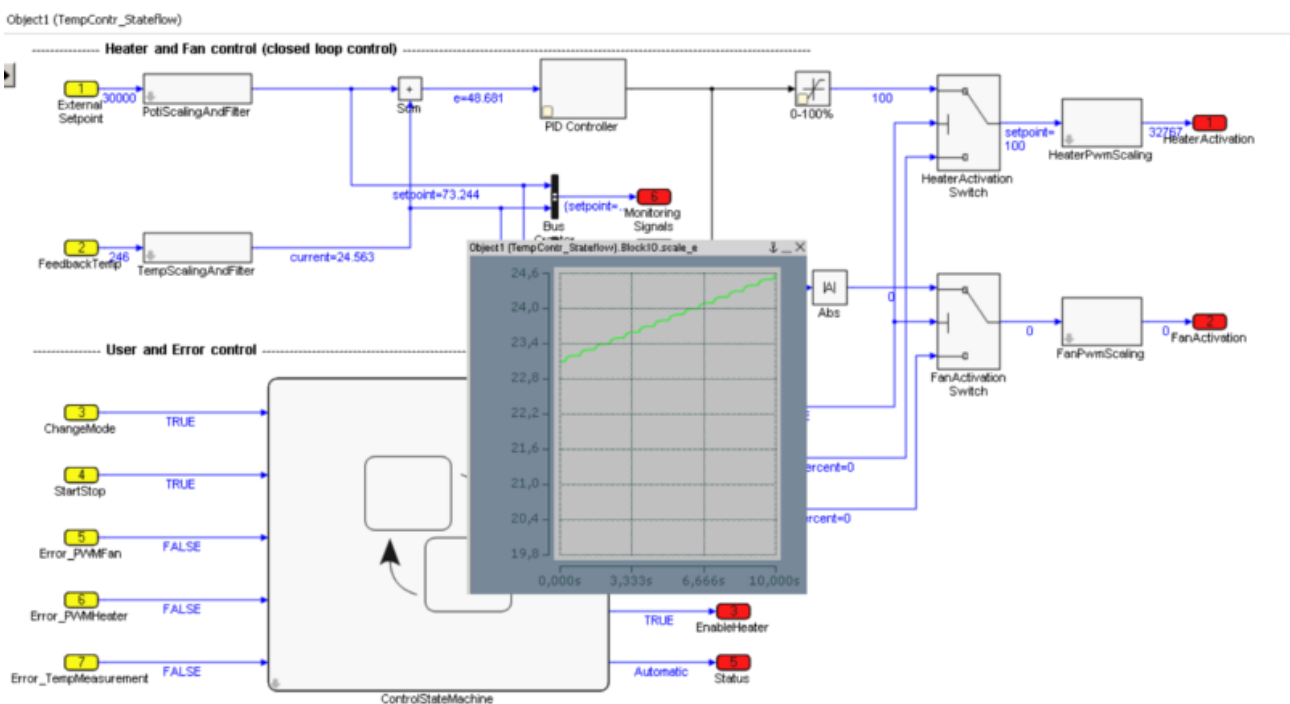 Object1 (TempContr_Stateflow)
Heater and Fan control (closed loop control)
1
External
Setpoint
30000
PotiScalingAndFilter
+
+
Sum
e=48.681
PID Controller
0-100%
100
HeaterActivation
Switch
setpoint=
100
HeaterPwmScaling
32767
1
HeaterActivation
setpoint=73.244
Bus
(setpoint=...
6
Monitoring
Signals
2
FeedbackTemp
246
TempScalingAndFilter
current=24.563
Object1 (TempContr_Stateflow).BlockIO.scale_e
24,6
24,0
23,4
22,8
22,2
21,6
21,0
20,4
19,8
0,000s
3,333s
6,666s
10,000s
|A|
Abs
0
FanActivation
Switch
0
FanPwmScaling
0
2
FanActivation
ercent=0
rcent=0
User and Error control
3
ChangeMode
TRUE
4
StartStop
TRUE
5
Error_PWMFan
FALSE
6
Error_PWMHeater
FALSE
7
Error_TempMeasurement
FALSE
ControlStateMachine
TRUE
3
EnableHeater
Automatic
5
Status